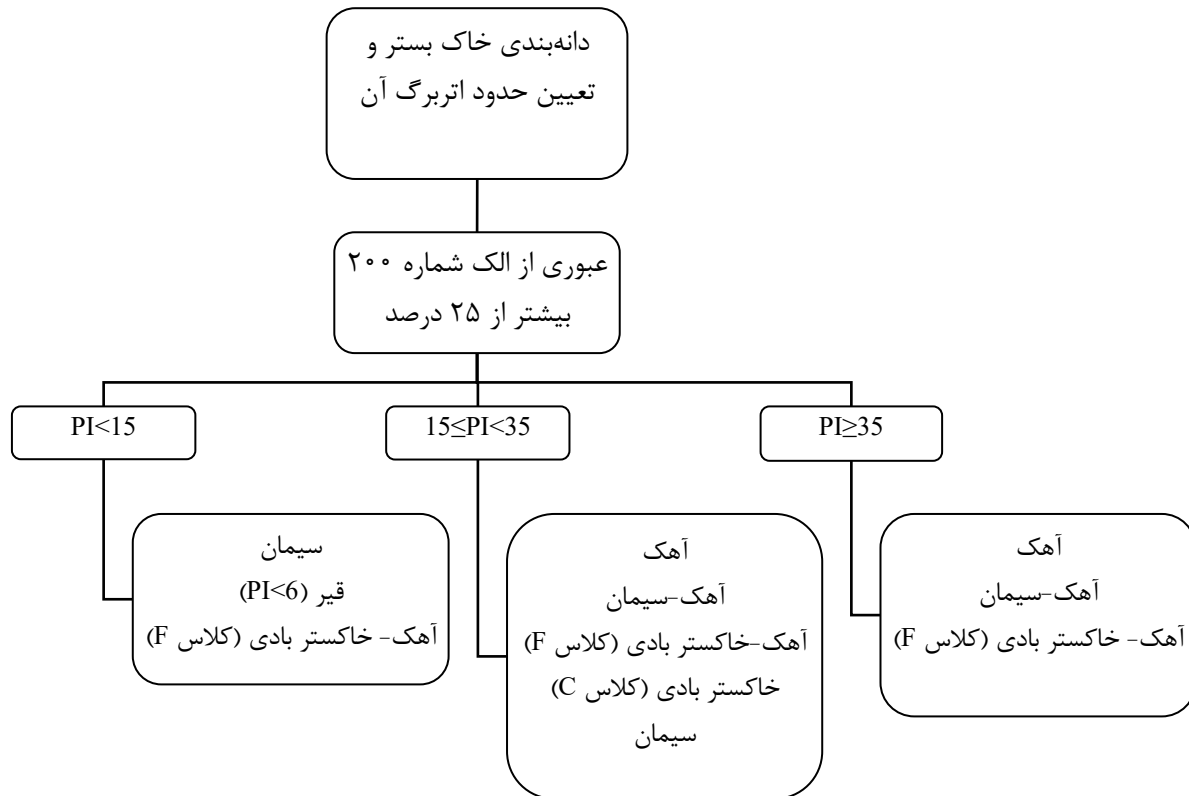 دانه‌بندی خاک بستر و
تعیین حدود اتربرگ آن
عبوری از الک شماره ۲۰۰
بیشتر از ۲۵ درصد
PI<15
15≤PI<35
PI≥35
سیمان
قیر (PI<6)
آهک- خاکستر بادی (کلاس F)
آهک
آهک-سیمان
آهک-خاکستر بادی (کلاس F)
خاکستر بادی (کلاس C)
سیمان
آهک
آهک-سیمان
آهک- خاکستر بادی (کلاس F)